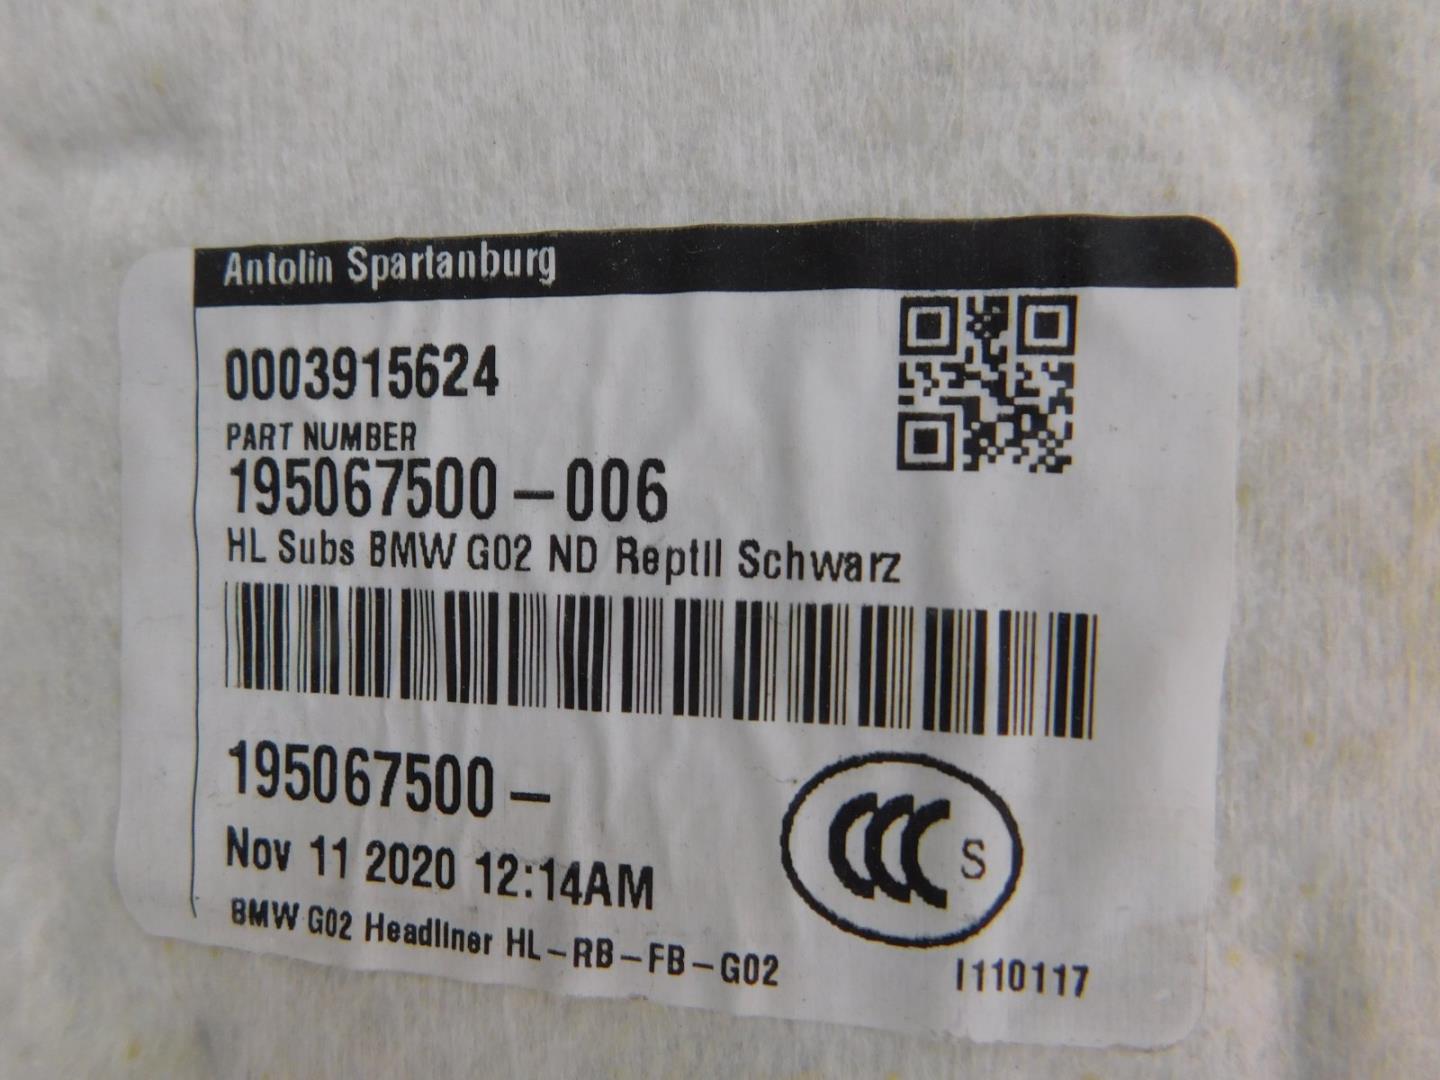 Antolin Spartanburg
0003915624
PART NUMBER
195067500-006
HL Subs BMW G02 ND Reptil Schwarz
195067500-
Nov 11 2020 12:14AM
CCC S
BMW G02 Headliner HL-RB-FB-G02
I110117